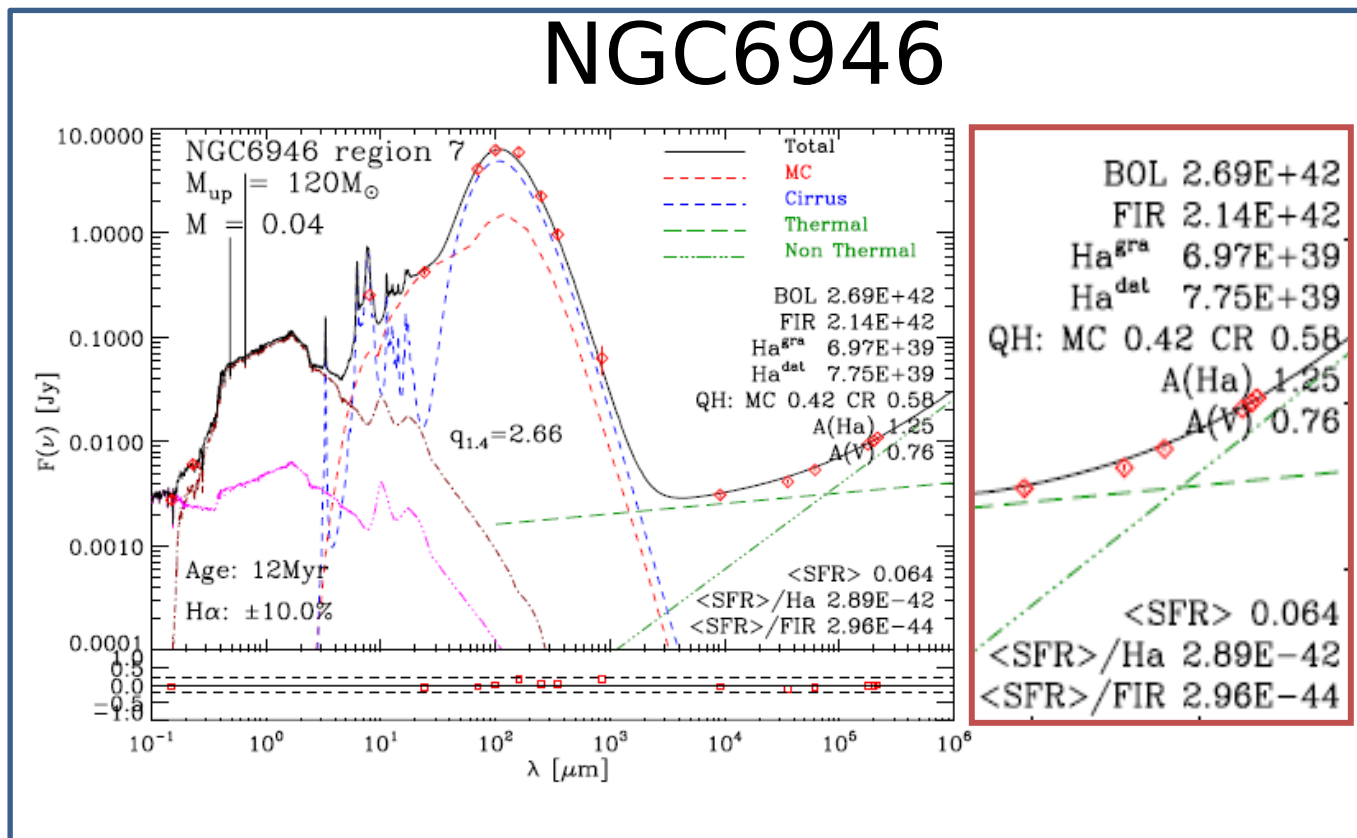 NGC6946
10.0000
1.0000
0.1000
0.0100
0.0010
0.0001
F(ν) [Jy]
NGC6946 region 7
M_up = 120M_⊙
M = 0.04
Total
MC
Cirrus
Thermal
Non Thermal
BOL 2.69E+42
FIR 2.14E+42
Ha^gra 6.97E+39
Ha^dat 7.75E+39
QH: MC 0.42 CR 0.58
A(Ha) 1.25
A(V) 0.76
q_1.4=2.66
Age: 12Myr
Hα: ±10.0%
<SFR> 0.064
<SFR>/Ha 2.89E−42
<SFR>/FIR 2.96E−44
1.0
0.5
0.0
−0.5
−1.0
10^-1 10^0 10^1 10^2 10^3 10^4 10^5 10^6
λ [μm]
BOL 2.69E+42
FIR 2.14E+42
Ha^gra 6.97E+39
Ha^dat 7.75E+39
QH: MC 0.42 CR 0.58
A(Ha) 1.25
A(V) 0.76
<SFR> 0.064
<SFR>/Ha 2.89E−42
<SFR>/FIR 2.96E−44